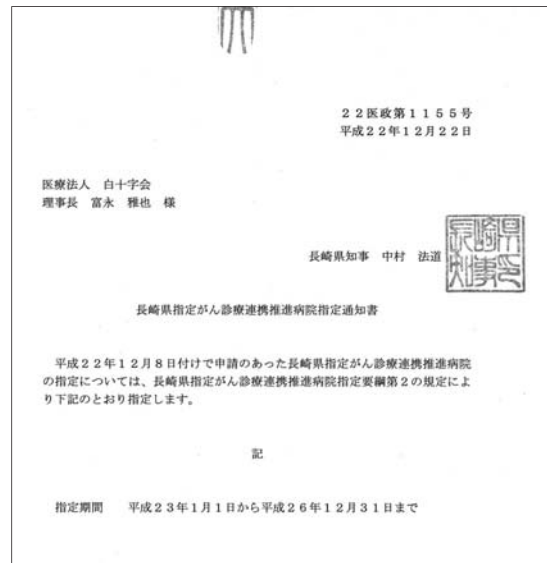 22医政第1155号
平成22年12月22日
医療法人 白十字会
理事長 富永 雅也 様
長崎県知事 中村 法道
長崎県知事印
長崎県指定がん診療連携推進病院指定通知書
平成22年12月8日付けで申請のあった長崎県指定がん診療連携推進病院
の指定については、長崎県指定がん診療連携推進病院指定要綱第2の規定によ
り下記のとおり指定します。
記
指定期間 平成23年1月1日から平成26年12月31日まで